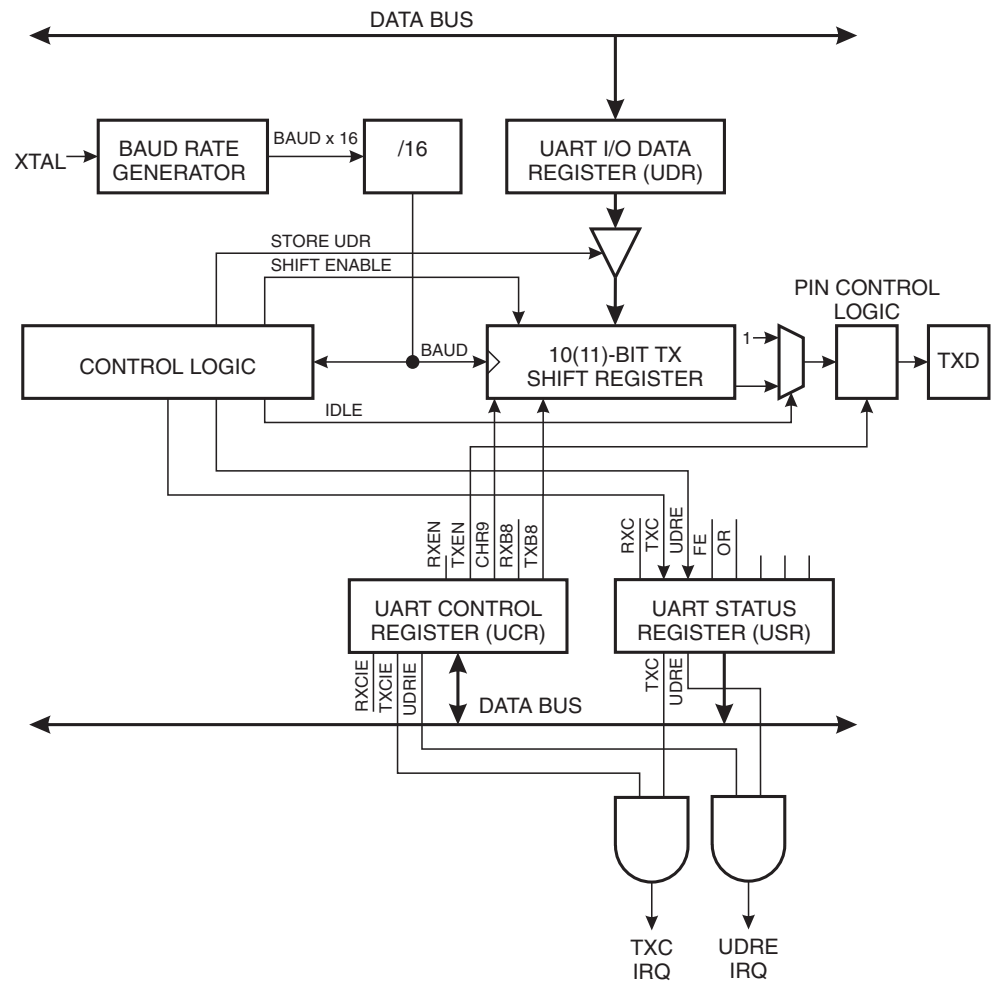 DATA BUS
XTAL
BAUD RATE
GENERATOR
BAUD x 16
/16
UART I/O DATA
REGISTER (UDR)
STORE UDR
SHIFT ENABLE
PIN CONTROL
LOGIC
CONTROL LOGIC
BAUD
10(11)-BIT TX
SHIFT REGISTER
1
TXD
IDLE
RXEN
TXEN
CHR9
RXB8
TXB8
RXC
TXC
UDRE
FE
OR
UART CONTROL
REGISTER (UCR)
UART STATUS
REGISTER (USR)
RXCIE
TXCIE
UDRIE
TXC
UDRE
DATA BUS
TXC
IRQ
UDRE
IRQ